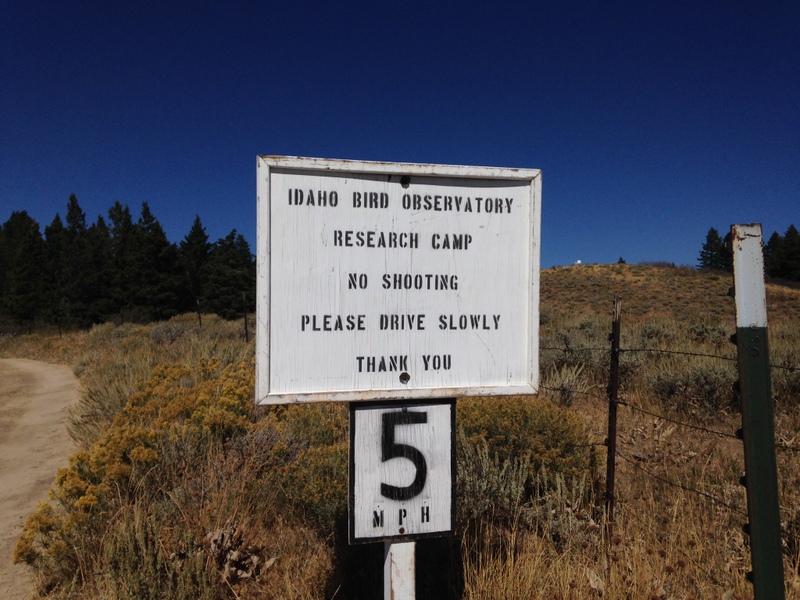 IDAHO BIRD OBSERVATORY
RESEARCH CAMP
NO SHOOTING
PLEASE DRIVE SLOWLY
THANK YOU
5
MPH